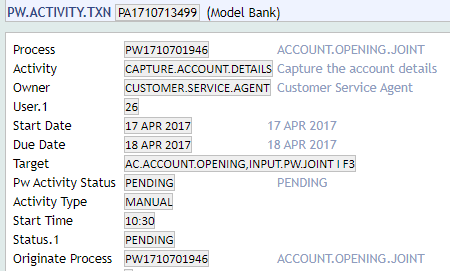 PW.ACTIVITY.TXN PA1710713499 (Model Bank)
Process PW1710701946 ACCOUNT.OPENING.JOINT
Activity CAPTURE.ACCOUNT.DETAILS Capture the account details
Owner CUSTOMER.SERVICE.AGENT Customer Service Agent
User.1 26
Start Date 17 APR 2017 17 APR 2017
Due Date 18 APR 2017 18 APR 2017
Target AC.ACCOUNT.OPENING,INPUT.PW.JOINT I F3
Pw Activity Status PENDING PENDING
Activity Type MANUAL
Start Time 10:30
Status.1 PENDING
Originate Process PW1710701946 ACCOUNT.OPENING.JOINT